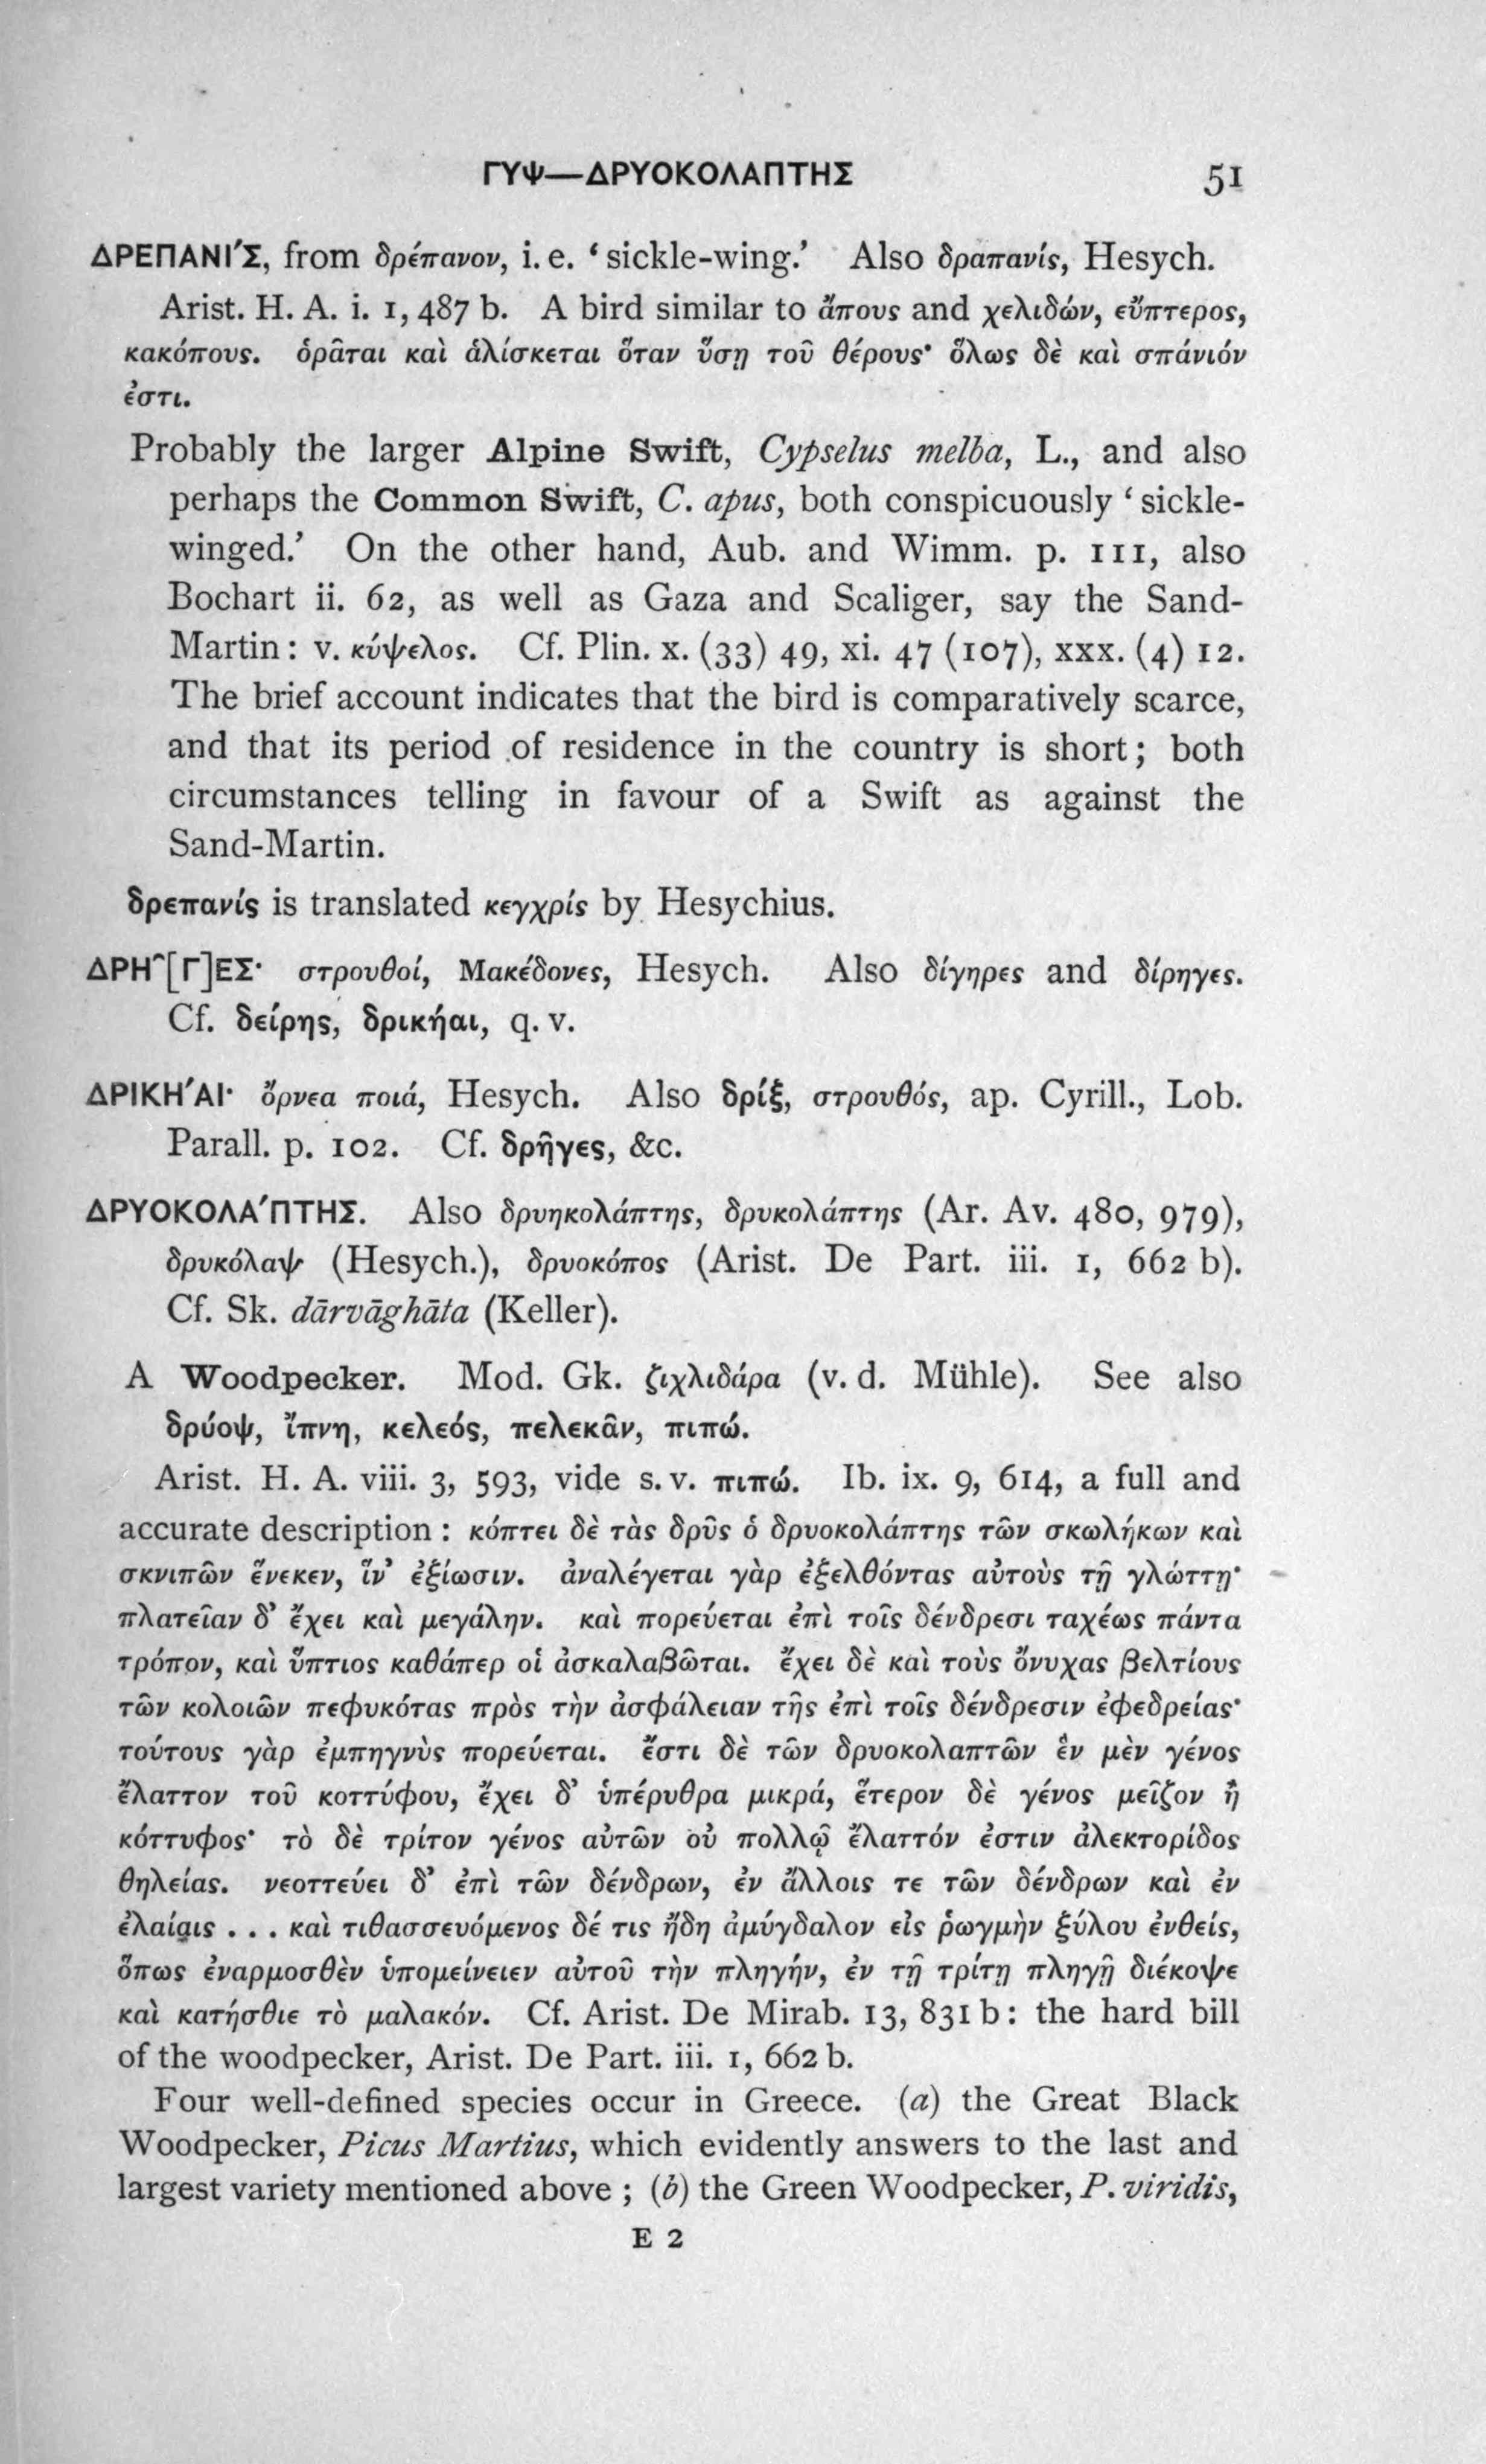 ΓΥΨ—ΔΡΥΟΚΟΛΑΠΤΗΣ 51
ΔΡΕΠΑΝΙ´Σ, from δρέπανον, i. e. ‘sickle-wing.’ Also δραπανίς, Hesych.
Arist. H. A. i. 1, 487 b. A bird similar to ἄπους and χελιδών, εὔπτερος,
κακόπους. ὁρᾶται καὶ ἁλίσκεται ὅταν ὕσῃ τοῦ θέρους· ὅλως δὲ καὶ σπάνιόν
ἐστι.
Probably the larger Alpine Swift, Cypselus melba, L., and also
perhaps the Common Swift, C. apus, both conspicuously ‘sickle-
winged.’ On the other hand, Aub. and Wimm. p. 111, also
Bochart ii. 62, as well as Gaza and Scaliger, say the Sand-
Martin: v. κύψελος. Cf. Plin. x. (33) 49, xi. 47 (107), xxx. (4) 12.
The brief account indicates that the bird is comparatively scarce,
and that its period of residence in the country is short; both
circumstances telling in favour of a Swift as against the
Sand-Martin.
δρεπανίς is translated κεγχρίς by Hesychius.
ΔΡΗ˜[Γ]ΕΣ· στρουθοί, Μακέδονες, Hesych. Also δίγηρες and δίρηγες.
Cf. δείρης, δρικήαι, q. v.
ΔΡΙΚΗ´ΑΙ· ὄρνεα ποιά, Hesych. Also δρίξ, στρουθός, ap. Cyrill., Lob.
Parall. p. 102. Cf. δρῆγες, &c.
ΔΡΥΟΚΟΛΑ´ΠΤΗΣ. Also δρυηκολάπτης, δρυκολάπτης (Ar. Av. 480, 979),
δρυκόλαψ (Hesych.), δρυοκόπος (Arist. De Part. iii. 1, 662 b).
Cf. Sk. dārvāghāta (Keller).
A Woodpecker. Mod. Gk. ζιχλιδάρα (v. d. Mühle). See also
δρύοψ, ἴπνη, κελεός, πελεκᾶν, πιπώ.
Arist. H. A. viii. 3, 593, vide s. v. πιπώ. Ib. ix. 9, 614, a full and
accurate description: κόπτει δὲ τὰς δρῦς ὁ δρυοκολάπτης τῶν σκωλήκων καὶ
σκνιπῶν ἕνεκεν, ἵν’ ἐξίωσιν. ἀναλέγεται γὰρ ἐξελθόντας αὐτοὺς τῇ γλώττῃ·
πλατεῖαν δ’ ἔχει καὶ μεγάλην. καὶ πορεύεται ἐπὶ τοῖς δένδρεσι ταχέως πάντα
τρόπον, καὶ ὕπτιος καθάπερ οἱ ἀσκαλαβῶται. ἔχει δὲ καὶ τοὺς ὄνυχας βελτίους
τῶν κολοιῶν πεφυκότας πρὸς τὴν ἀσφάλειαν τῆς ἐπὶ τοῖς δένδρεσιν ἐφεδρείας·
τούτους γὰρ ἐμπηγνὺς πορεύεται. ἔστι δὲ τῶν δρυοκολαπτῶν ἓν μὲν γένος
ἔλαττον τοῦ κοττύφου, ἔχει δ’ ὑπέρυθρα μικρά, ἕτερον δὲ γένος μεῖζον ἢ
κόττυφος· τὸ δὲ τρίτον γένος αὐτῶν οὐ πολλῷ ἔλαττόν ἐστιν ἀλεκτορίδος
θηλείας. νεοττεύει δ’ ἐπὶ τῶν δένδρων, ἐν ἄλλοις τε τῶν δένδρων καὶ ἐν
ἐλαίαις . . . καὶ τιθασσευόμενος δέ τις ἤδη ἀμύγδαλον εἰς ῥωγμὴν ξύλου ἐνθείς,
ὅπως ἐναρμοσθὲν ὑπομείνειεν αὐτοῦ τὴν πληγήν, ἐν τῇ τρίτῃ πληγῇ διέκοψε
καὶ κατήσθιε τὸ μαλακόν. Cf. Arist. De Mirab. 13, 831 b: the hard bill
of the woodpecker, Arist. De Part. iii. 1, 662 b.
Four well-defined species occur in Greece. (a) the Great Black
Woodpecker, Picus Martius, which evidently answers to the last and
largest variety mentioned above; (b) the Green Woodpecker, P. viridis,
E 2